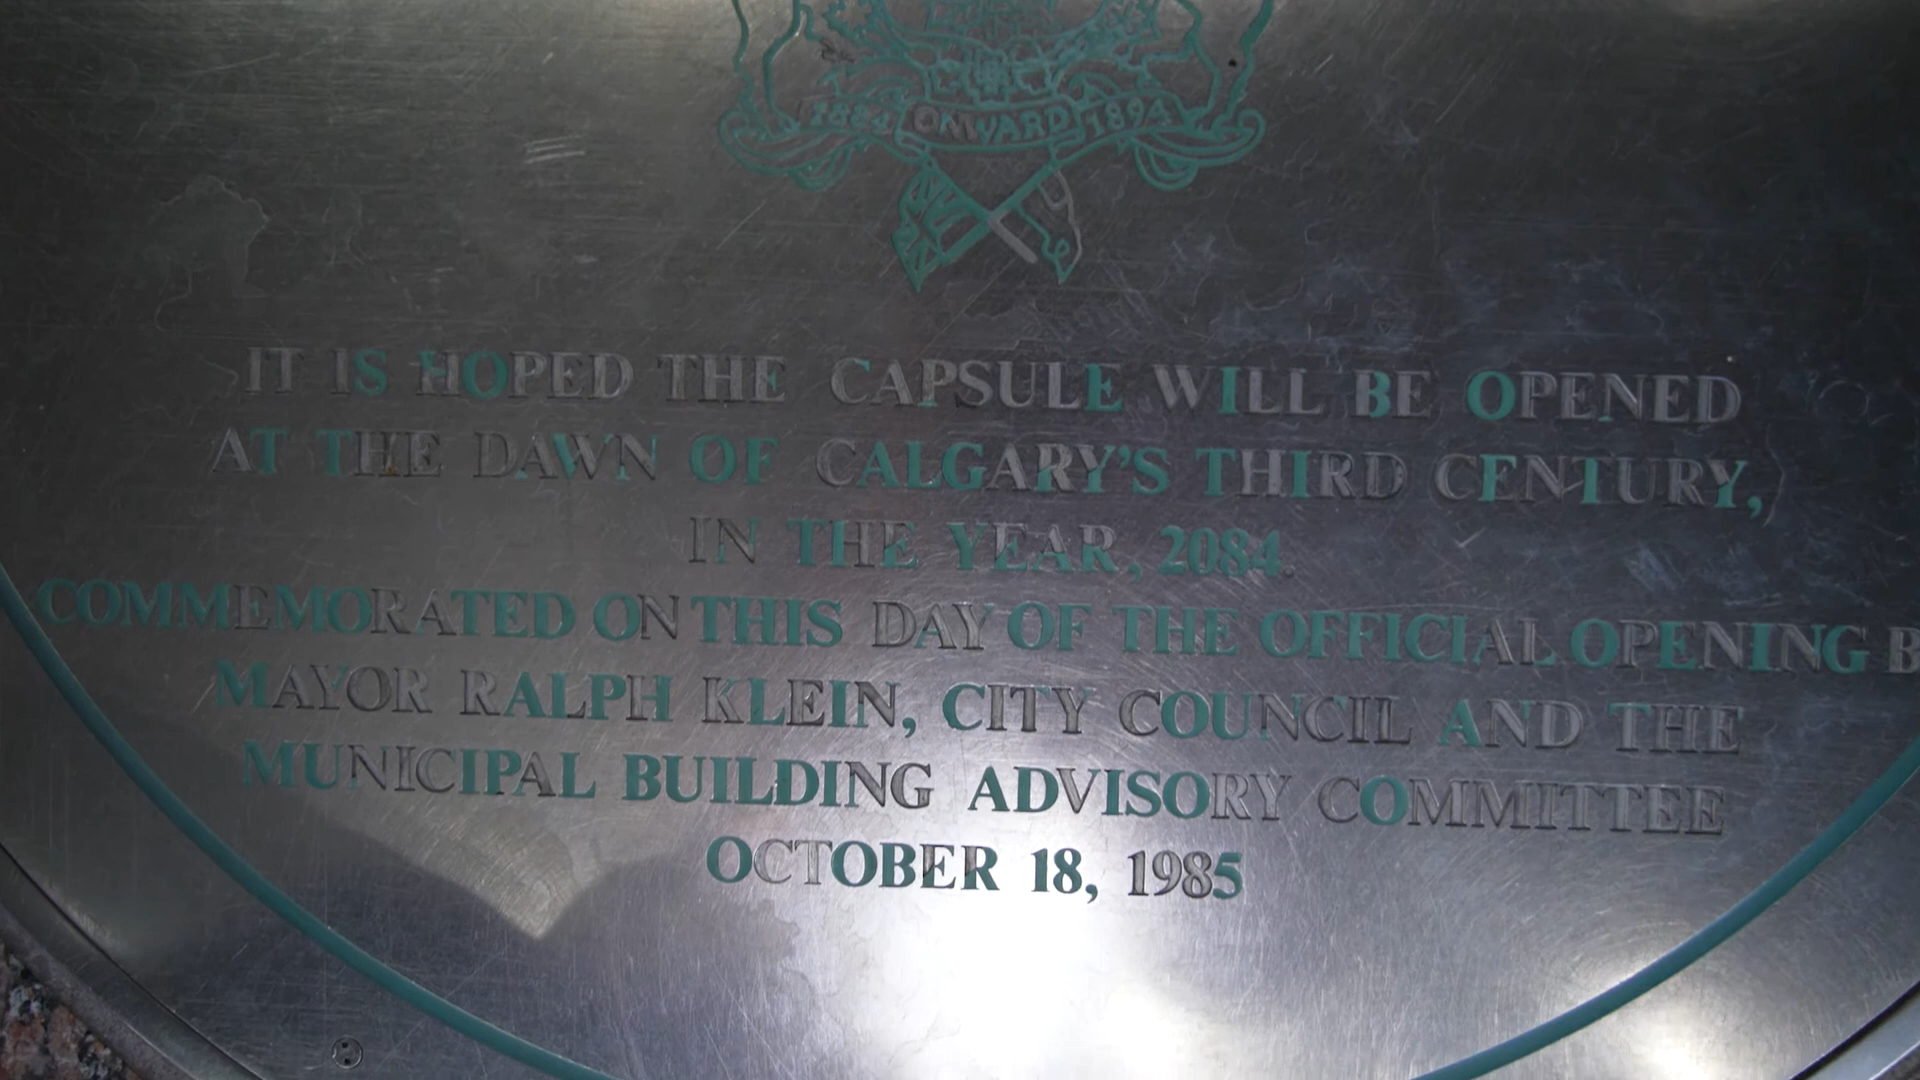 1884 ONWARD 1894
IT IS HOPED THE CAPSULE WILL BE OPENED
AT THE DAWN OF CALGARY'S THIRD CENTURY,
IN THE YEAR, 2084.
COMMEMORATED ON THIS DAY OF THE OFFICIAL OPENING B
MAYOR RALPH KLEIN, CITY COUNCIL AND THE
MUNICIPAL BUILDING ADVISORY COMMITTEE
OCTOBER 18, 1985